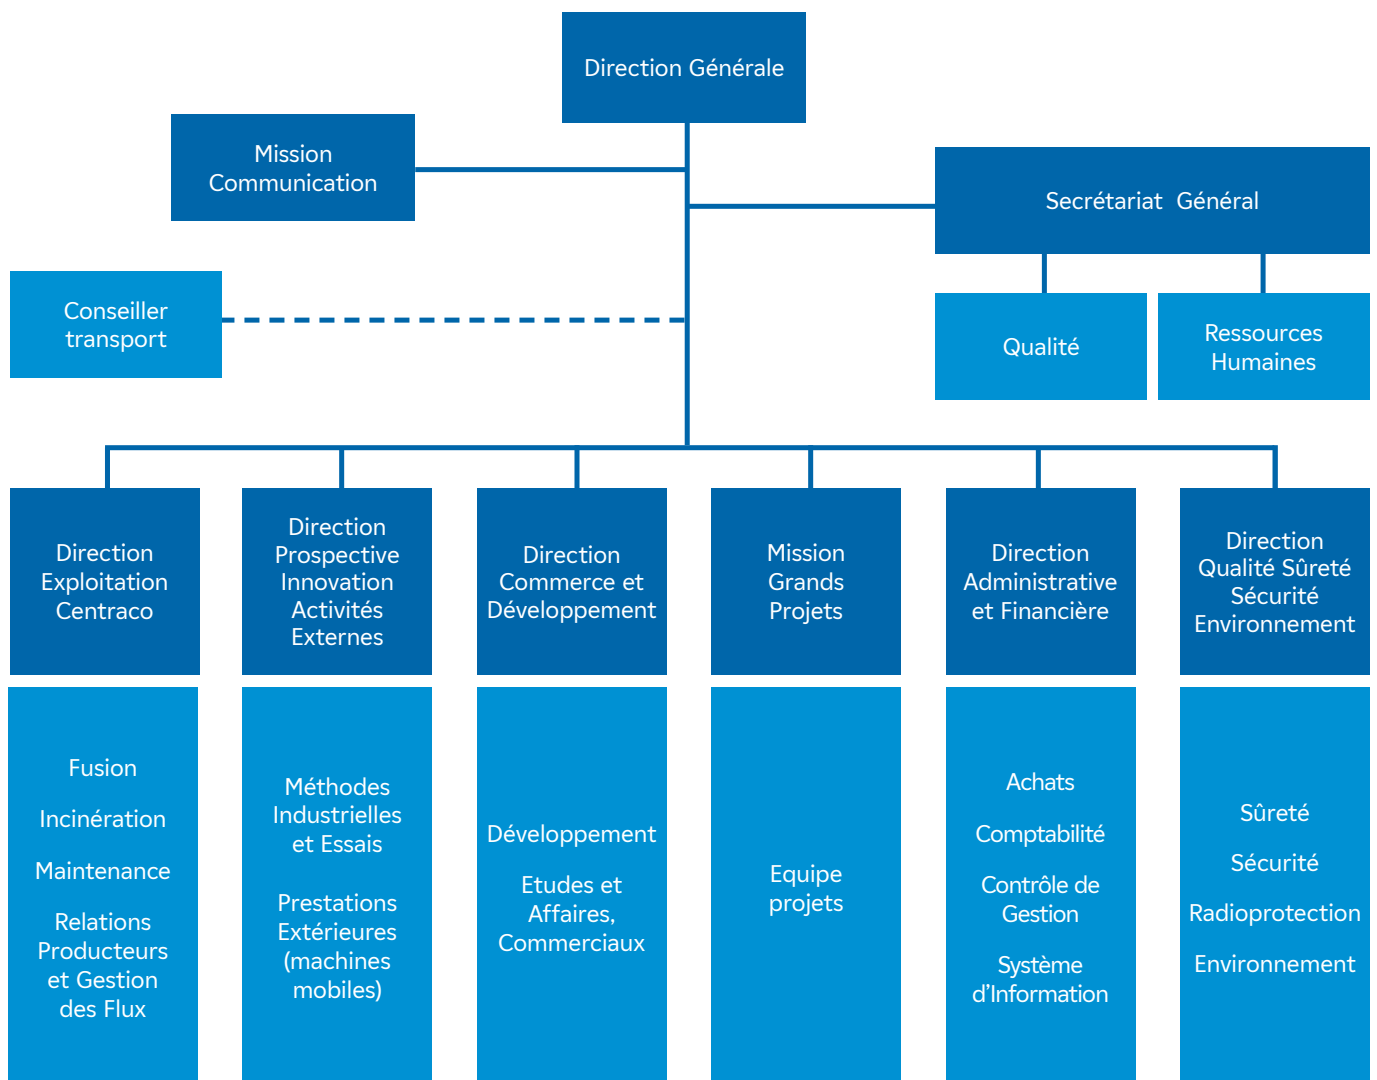 Direction Générale
Mission
Communication
Secrétariat Général
Conseiller
transport
Qualité
Ressources
Humaines
Direction
Exploitation
Centraco
Direction
Prospective
Innovation
Activités
Externes
Direction
Commerce et
Développement
Mission
Grands
Projets
Direction
Administrative
et Financière
Direction
Qualité Sûreté
Sécurité
Environnement
Fusion
Incinération
Maintenance
Relations
Producteurs
et Gestion
des Flux
Méthodes
Industrielles
et Essais
Prestations
Extérieures
(machines
mobiles)
Développement
Etudes et
Affaires,
Commerciaux
Equipe
projets
Achats
Comptabilité
Contrôle de
Gestion
Système
d’Information
Sûreté
Sécurité
Radioprotection
Environnement